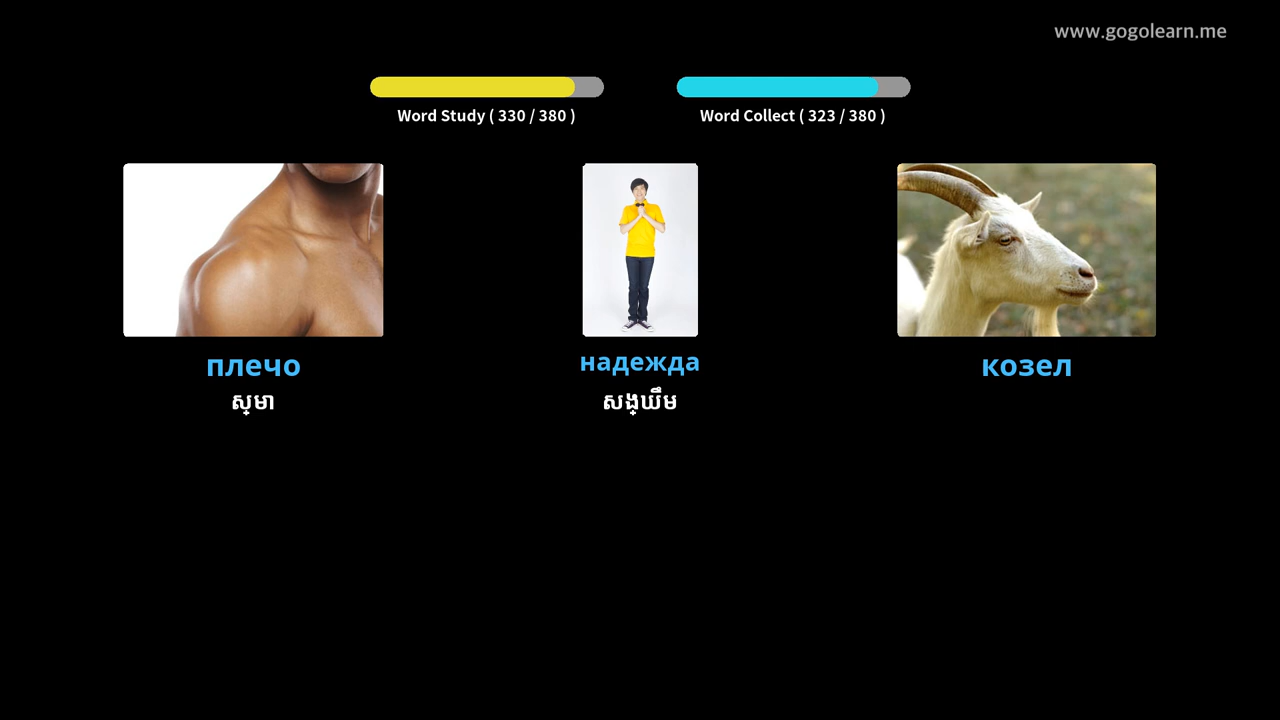 www.gogolearn.me
Word Study ( 330 / 380 )
Word Collect ( 323 / 380 )
плечо
надежда
козел
ស្មា
សង្ឃឹម